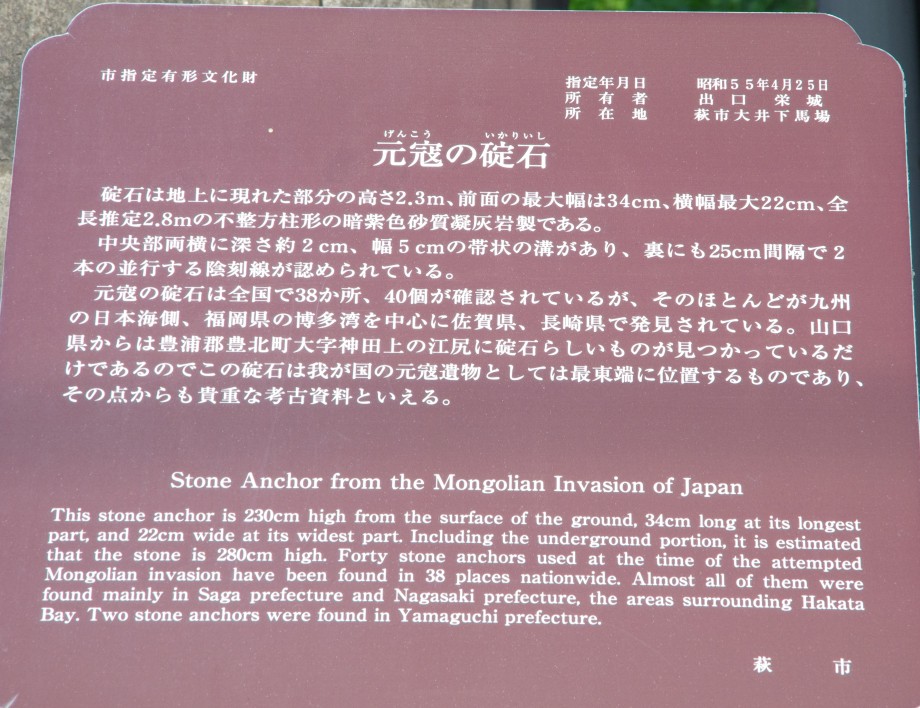 市指定有形文化財
指定年月日 昭和55年4月25日
所有者 出口栄城
所在地 萩市大井下馬場
げんこう いかりいし
元寇の碇石
碇石は地上に現れた部分の高さ2.3m、前面の最大幅は34cm、横幅最大22cm、全
長推定2.8mの不整方柱形の暗紫色砂質凝灰岩製である。
中央部両横に深さ約2cm、幅5cmの帯状の溝があり、裏にも25cm間隔で2
本の並行する陰刻線が認められている。
元寇の碇石は全国で38か所、40個が確認されているが、そのほとんどが九州
の日本海側、福岡県の博多湾を中心に佐賀県、長崎県で発見されている。山口
県からは豊浦郡豊北町大字神田上の江尻に碇石らしいものが見つかっているだ
けであるのでこの碇石は我が国の元寇遺物としては最東端に位置するものであり、
その点からも貴重な考古資料といえる。
Stone Anchor from the Mongolian Invasion of Japan
This stone anchor is 230cm high from the surface of the ground, 34cm long at its longest
part, and 22cm wide at its widest part. Including the underground portion, it is estimated
that the stone is 280cm high. Forty stone anchors used at the time of the attempted
Mongolian invasion have been found in 38 places nationwide. Almost all of them were
found mainly in Saga prefecture and Nagasaki prefecture, the areas surrounding Hakata
Bay. Two stone anchors were found in Yamaguchi prefecture.
萩市